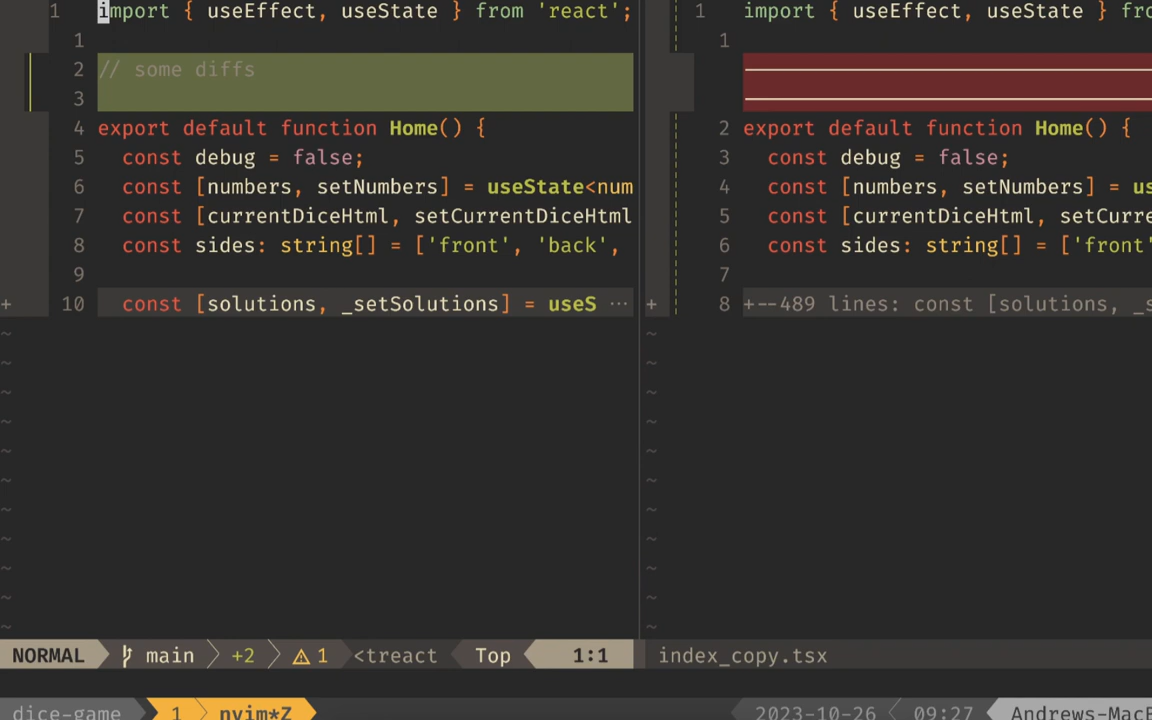 1 import { useEffect, useState } from 'react';
1
2 // some diffs
3
4 export default function Home() {
5 const debug = false;
6 const [numbers, setNumbers] = useState<num
7 const [currentDiceHtml, setCurrentDiceHtml
8 const sides: string[] = ['front', 'back',
9
+ 10 const [solutions, _setSolutions] = useS ···
~
~
~
~
~
~
~
~
~
~
~
1 import { useEffect, useState } fro
1
2 export default function Home() {
3 const debug = false;
4 const [numbers, setNumbers] = us
5 const [currentDiceHtml, setCurre
6 const sides: string[] = ['front'
7
+ 8 +--489 lines: const [solutions, _s
~
~
~
~
~
~
~
~
~
~
~
NORMAL main +2 ⚠ 1 <treact Top 1:1 index_copy.tsx
dice-game 1 nvim*Z 2023-10-26 09:27 Andrews-MacB